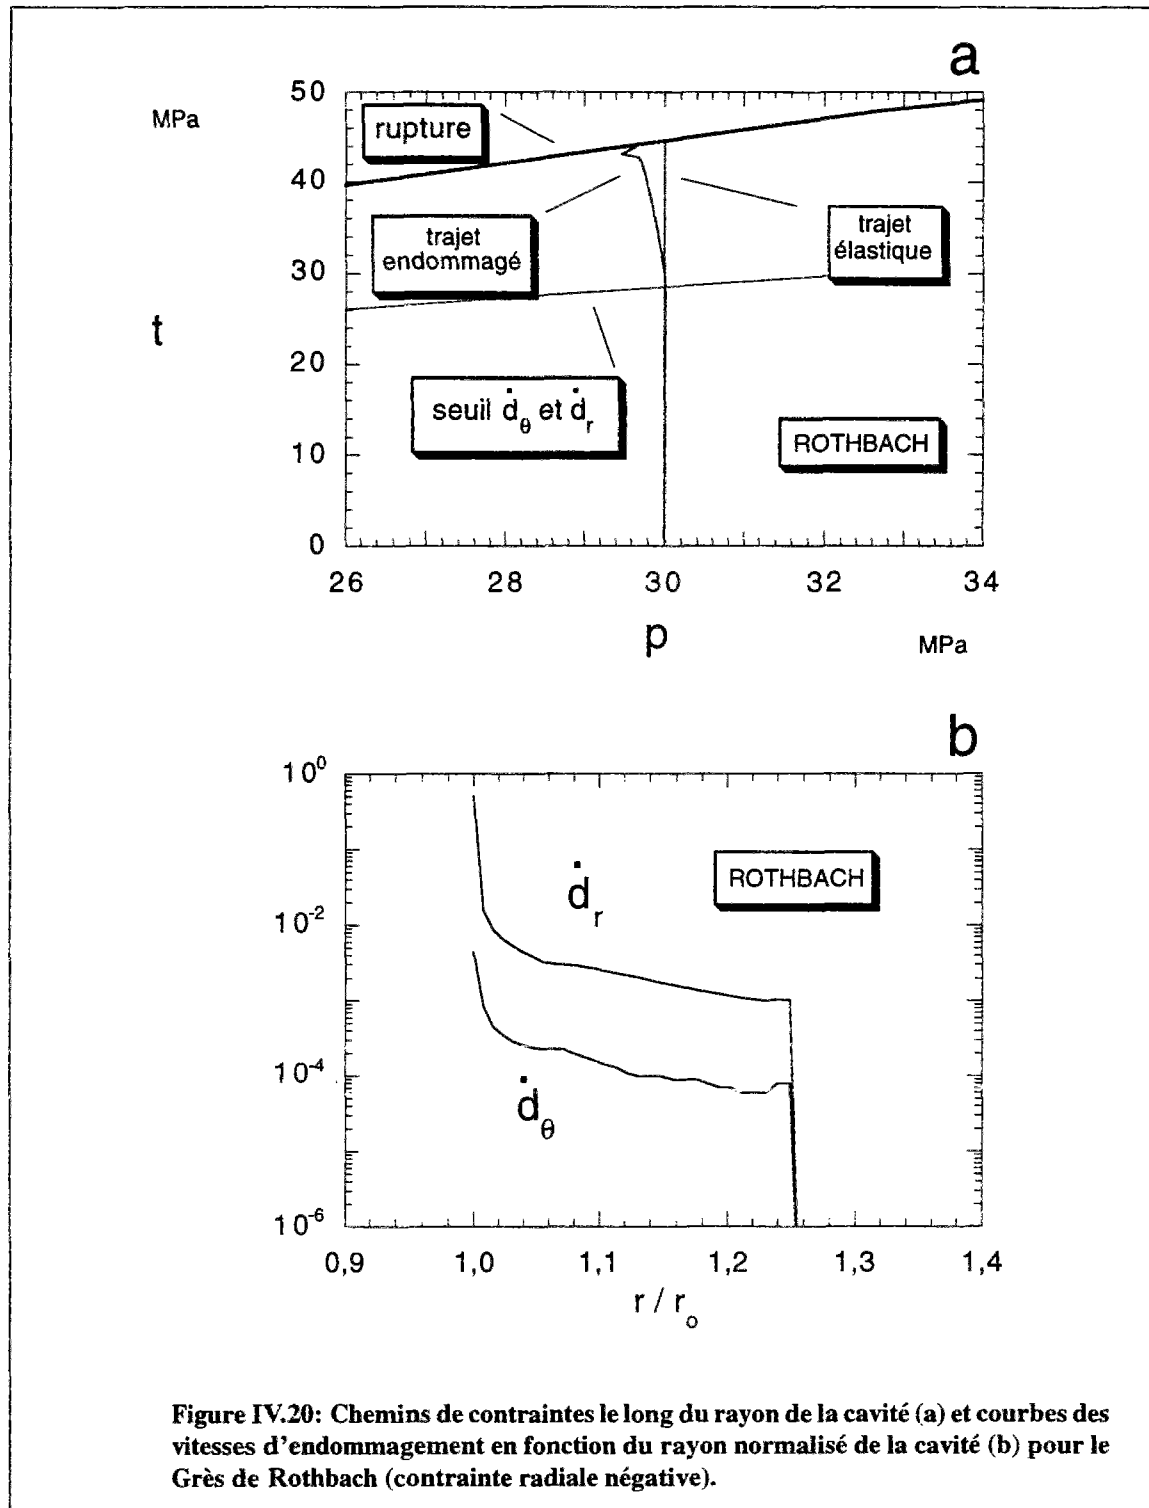 a
MPa
50
40
30
20
10
0
t
rupture
trajet
endommagé
trajet
élastique
seuil ḋθ et ḋr
ROTHBACH
26 28 30 32 34
p
MPa
b
10⁰
10⁻²
10⁻⁴
10⁻⁶
ROTHBACH
ḋr
ḋθ
0,9 1,0 1,1 1,2 1,3 1,4
r / ro
Figure IV.20: Chemins de contraintes le long du rayon de la cavité (a) et courbes des
vitesses d'endommagement en fonction du rayon normalisé de la cavité (b) pour le
Grès de Rothbach (contrainte radiale négative).